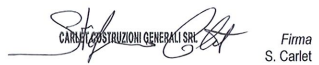 CARLET COSTRUZIONI GENERALI SRL
Firma
S. Carlet